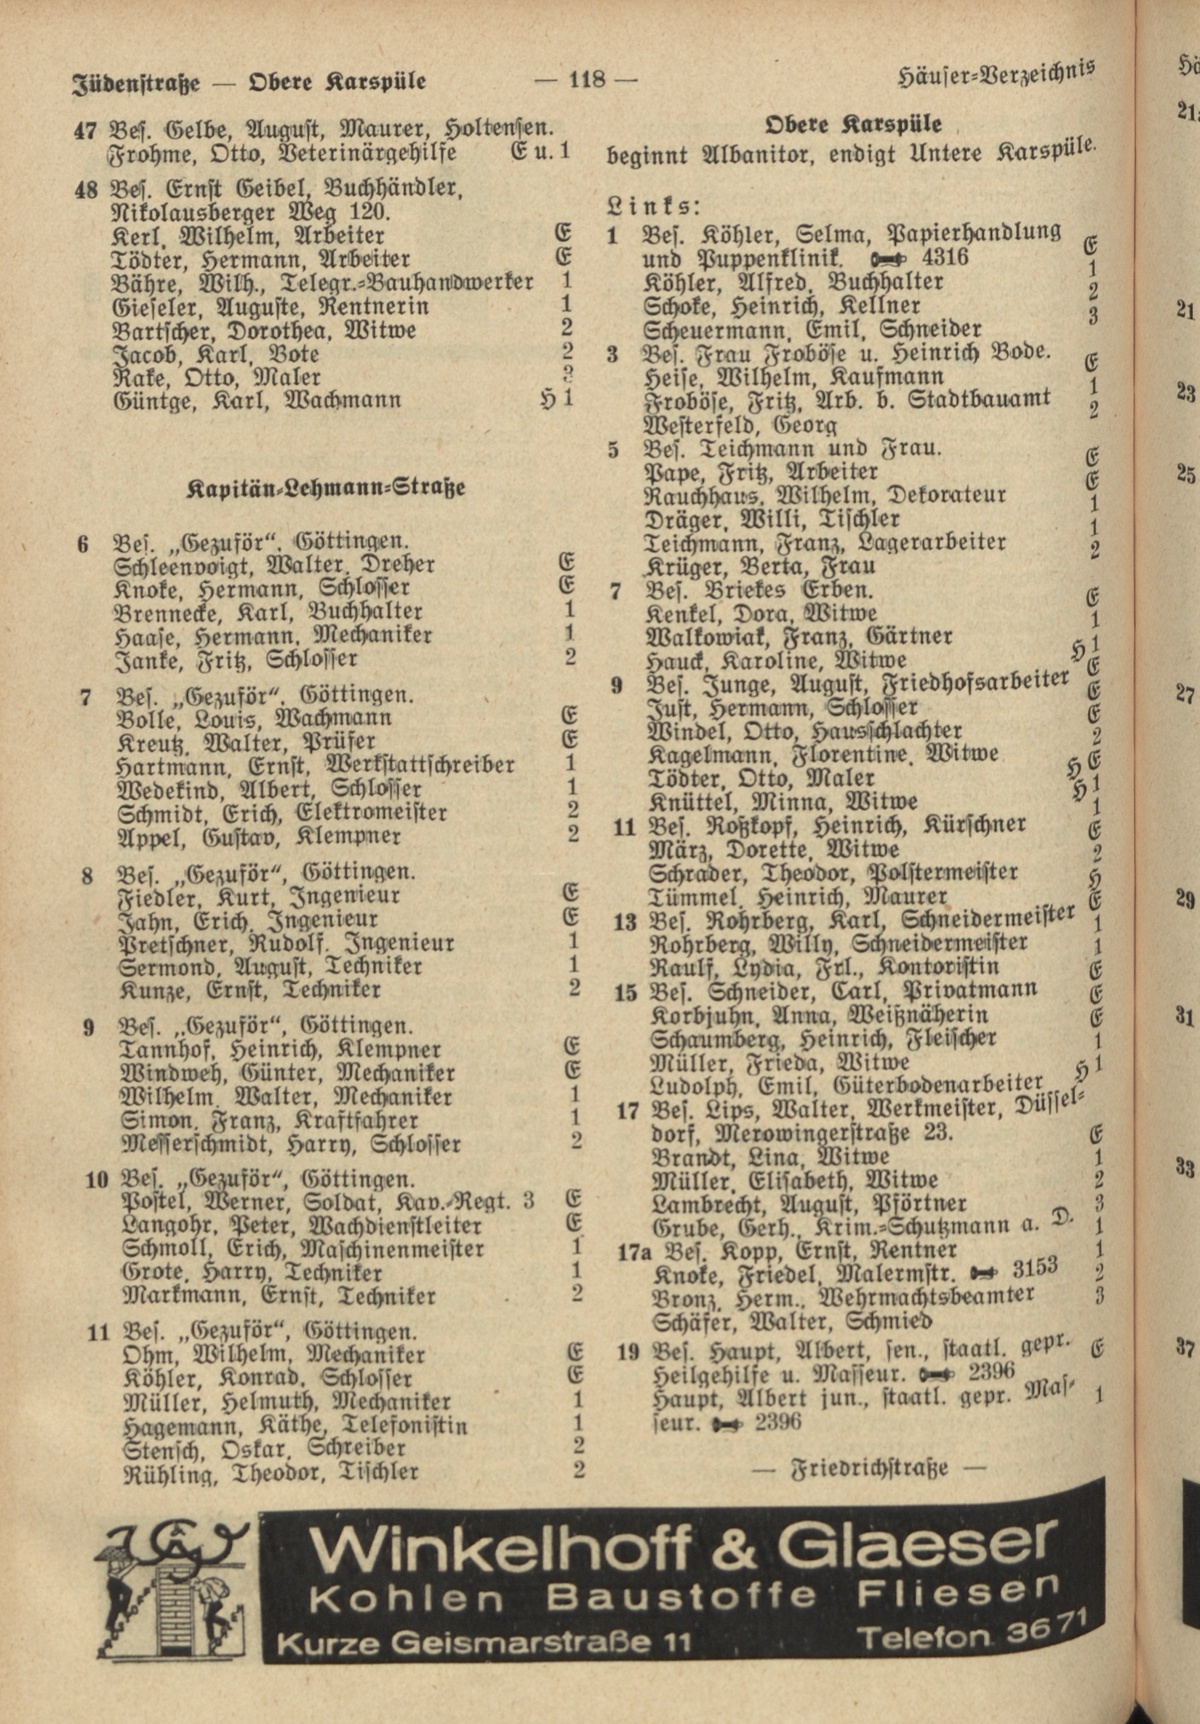 Jüdenstraße — Obere Karspüle
— 118 —
Häuser-Verzeichnis
47 Bes. Gelbe, August, Maurer, Holtensen.
Frohme, Otto, Veterinärgehilfe E u. 1
48 Bes. Ernst Geibel, Buchhändler,
Nikolausberger Weg 120.
Kerl, Wilhelm, Arbeiter E
Tödter, Hermann, Arbeiter E
Bähre, Wilh., Telegr.-Bauhandwerker 1
Gieseler, Auguste, Rentnerin 1
Bartscher, Dorothea, Witwe 2
Jacob, Karl, Bote 2
Rake, Otto, Maler
Güntge, Karl, Wachmann H 1
Kapitän-Lehmann-Straße
6 Bes. „Gezuför“, Göttingen.
Schleenvoigt, Walter, Dreher E
Knoke, Hermann, Schlosser E
Brennecke, Karl, Buchhalter 1
Haase, Hermann, Mechaniker 1
Janke, Fritz, Schlosser 2
7 Bes. „Gezuför“, Göttingen.
Bolle, Louis, Wachmann E
Kreutz, Walter, Prüfer E
Hartmann, Ernst, Werkstattschreiber 1
Wedekind, Albert, Schlosser 1
Schmidt, Erich, Elektromeister 2
Appel, Gustav, Klempner 2
8 Bes. „Gezuför“, Göttingen.
Fiedler, Kurt, Ingenieur E
Jahn, Erich, Ingenieur E
Pretschner, Rudolf, Ingenieur 1
Sermond, August, Techniker 1
Kunze, Ernst, Techniker 2
9 Bes. „Gezuför“, Göttingen.
Tannhof, Heinrich, Klempner E
Windweh, Günter, Mechaniker E
Wilhelm, Walter, Mechaniker 1
Simon, Franz, Kraftfahrer 1
Messerschmidt, Harry, Schlosser 2
10 Bes. „Gezuför“, Göttingen.
Postel, Werner, Soldat, Kav.-Regt. 3 E
Langohr, Peter, Wachdienstleiter E
Schmoll, Erich, Maschinenmeister 1
Grote, Harry, Techniker 1
Markmann, Ernst, Techniker 2
11 Bes. „Gezuför“, Göttingen.
Ohm, Wilhelm, Mechaniker E
Köhler, Konrad, Schlosser E
Müller, Helmuth, Mechaniker 1
Hagemann, Käthe, Telefonistin 1
Stensch, Oskar, Schreiber 2
Rühling, Theodor, Tischler 2
Obere Karspüle
beginnt Albanitor, endigt Untere Karspüle.
Links:
1 Bes. Köhler, Selma, Papierhandlung
und Puppenklinik. 4316 E
Köhler, Alfred, Buchhalter 1
Schoke, Heinrich, Kellner 2
Scheuermann, Emil, Schneider 3
3 Bes. Frau Froböse u. Heinrich Bode.
Heise, Wilhelm, Kaufmann E
Froböse, Fritz, Arb. b. Stadtbauamt 1
Westerfeld, Georg 2
5 Bes. Teichmann und Frau.
Pape, Fritz, Arbeiter E
Rauchhaus, Wilhelm, Dekorateur E
Dräger, Willi, Tischler 1
Teichmann, Franz, Lagerarbeiter 1
Krüger, Berta, Frau 2
7 Bes. Briekes Erben.
Kenkel, Dora, Witwe E
Walkowiak, Franz, Gärtner 1
Hauck, Karoline, Witwe H 1
9 Bes. Junge, August, Friedhofsarbeiter E
Just, Hermann, Schlosser E
Windel, Otto, Hausschlachter E
Kagelmann, Florentine, Witwe 2
Tödter, Otto, Maler H E
Knüttel, Minna, Witwe H 1
11 Bes. Roßkopf, Heinrich, Kürschner 1
März, Dorette, Witwe E
Schrader, Theodor, Polstermeister 2
Tümmel, Heinrich, Maurer H
13 Bes. Rohrberg, Karl, Schneidermeister E
Rohrberg, Willy, Schneidermeister 1
Raulf, Lydia, Frl., Kontoristin 1
15 Bes. Schneider, Carl, Privatmann E
Korbjuhn, Anna, Weißnäherin E
Schaumberg, Heinrich, Fleischer E
Müller, Frieda, Witwe 1
Ludolph, Emil, Güterbodenarbeiter H 1
17 Bes. Lips, Walter, Werkmeister, Düssel-
dorf, Merowingerstraße 23.
Brandt, Lina, Witwe E
Müller, Elisabeth, Witwe 1
Lambrecht, August, Pförtner 2
Grube, Gerh., Krim.-Schutzmann a. D. 3
17a Bes. Kopp, Ernst, Rentner 1
Knoke, Friedel, Malermstr. 3153 1
Bronz, Herm., Wehrmachtsbeamter 2
Schäfer, Walter, Schmied 3
19 Bes. Haupt, Albert, sen., staatl. gepr.
Heilgehilfe u. Masseur. 2396 E
Haupt, Albert jun., staatl. gepr. Mas-
seur. 2396 1
— Friedrichstraße —
Winkelhoff & Glaeser
Kohlen Baustoffe Fliesen
Kurze Geismarstraße 11 Telefon 3671
21
23
25
27
29
31
33
37